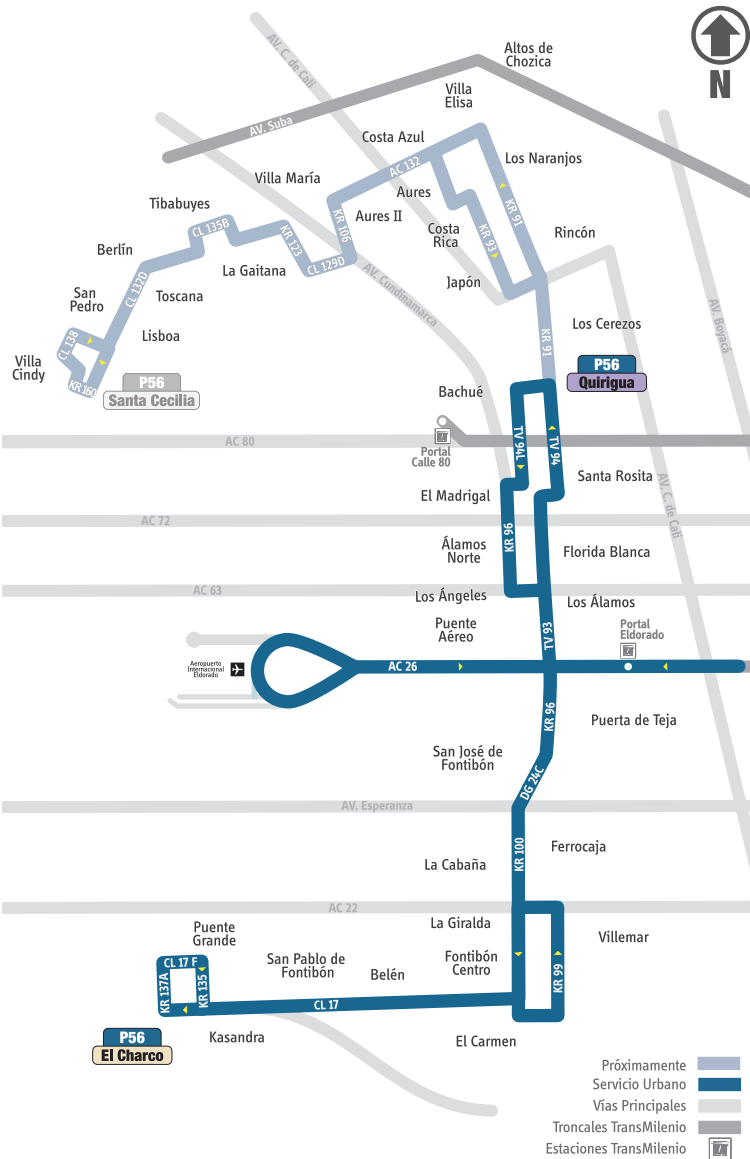 Altos de
Chozica
N
AV. C. de Cali
Villa
Elisa
AV. Suba
Costa Azul
Los Naranjos
AC 132
Villa María
Aures
KR 91
Tibabuyes
KR 106
Aures II
CL 135B
Costa
Rica
KR 93
Rincón
KR 123
Berlín
La Gaitana
CL 129D
Japón
AV. Cundinamarca
CL 132D
San
Pedro
Toscana
AV. Boyacá
Los Cerezos
CL 138
Lisboa
KR 91
Villa
Cindy
P56
Quirigua
KR 160
P56
Santa Cecilia
Bachué
AC 80
TV 94L
TV 94
Portal
Calle 80
Santa Rosita
El Madrigal
AV. C. de Cali
AC 72
KR 96
Álamos
Norte
Florida Blanca
AC 63
Los Ángeles
Los Álamos
Puente
Aéreo
TV 93
Portal
Eldorado
Aeropuerto
Internacional
Eldorado
AC 26
KR 96
Puerta de Teja
San José de
Fontibón
DG 24C
AV. Esperanza
KR 100
Ferrocaja
La Cabaña
AC 22
La Giralda
Puente
Grande
Villemar
San Pablo de
Fontibón
Fontibón
Centro
CL 17 F
Belén
KR 99
KR 137A
KR 135
CL 17
P56
El Charco
Kasandra
El Carmen
Próximamente
Servicio Urbano
Vías Principales
Troncales TransMilenio
Estaciones TransMilenio